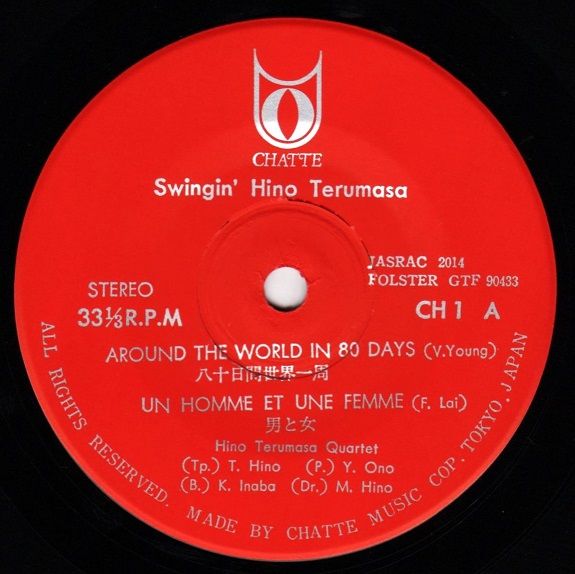 CHATTE
Swingin' Hino Terumasa
JASRAC 2014
FOLSTER GTF 90433
STEREO
33⅓ R.P.M
CH 1 A
AROUND THE WORLD IN 80 DAYS (V.Young)
八十日間世界一周
UN HOMME ET UNE FEMME (F. Lai)
男と女
Hino Terumasa Quartet
(Tp.) T. Hino (P.) Y. Ono
(B.) K. Inaba (Dr.) M. Hino
ALL RIGHTS RESERVED. MADE BY CHATTE MUSIC COP. TOKYO. JAPAN